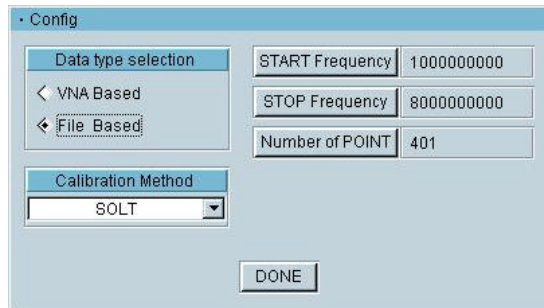 · Config
Data type selection
VNA Based
File Based
Calibration Method
SOLT
START Frequency 1000000000
STOP Frequency 8000000000
Number of POINT 401
DONE